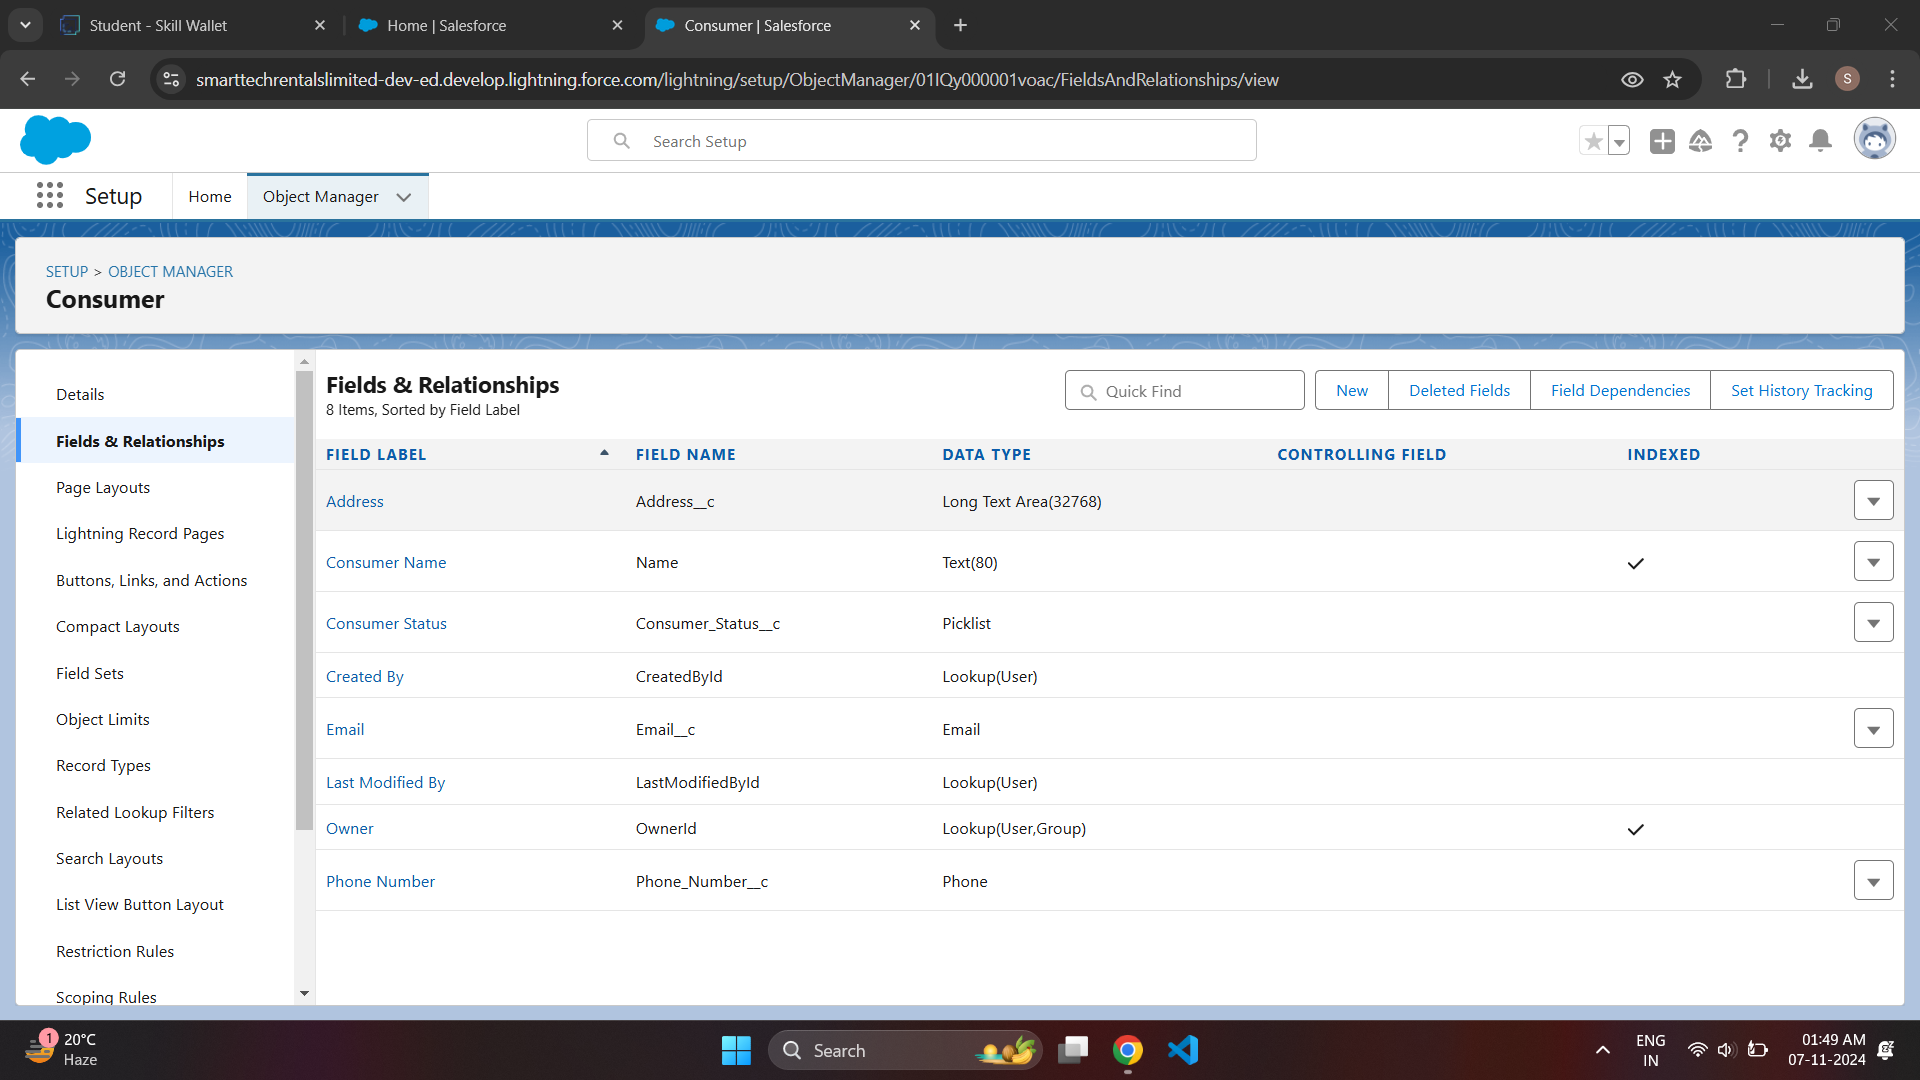 Student - Skill Wallet
Home | Salesforce
Consumer | Salesforce
smarttechrentalslimited-dev-ed.develop.lightning.force.com/lightning/setup/ObjectManager/01IQy000001voac/FieldsAndRelationships/view
S
Search Setup
Setup
Home
Object Manager
SETUP > OBJECT MANAGER
Consumer
Details
Fields & Relationships
Page Layouts
Lightning Record Pages
Buttons, Links, and Actions
Compact Layouts
Field Sets
Object Limits
Record Types
Related Lookup Filters
Search Layouts
List View Button Layout
Restriction Rules
Scoping Rules
Fields & Relationships
8 Items, Sorted by Field Label
Quick Find
New
Deleted Fields
Field Dependencies
Set History Tracking
FIELD LABEL FIELD NAME DATA TYPE CONTROLLING FIELD INDEXED
Address Address__c Long Text Area(32768)
Consumer Name Name Text(80)
Consumer Status Consumer_Status__c Picklist
Created By CreatedById Lookup(User)
Email Email__c Email
Last Modified By LastModifiedById Lookup(User)
Owner OwnerId Lookup(User,Group)
Phone Number Phone_Number__c Phone
1
20°C
Haze
Search
ENG
IN
01:49 AM
07-11-2024